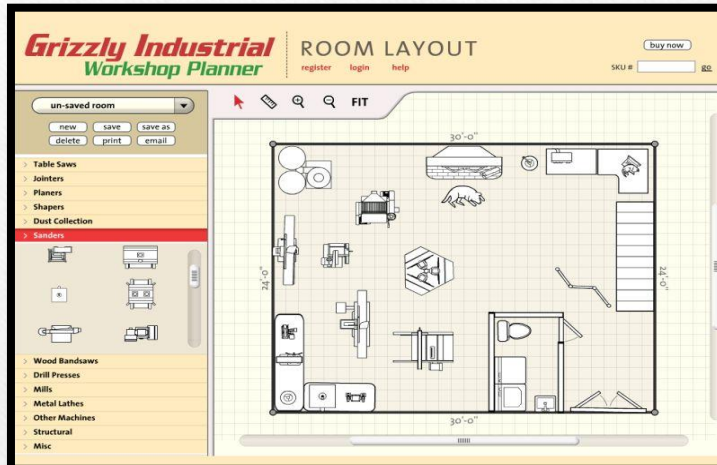 Grizzly Industrial
Workshop Planner
ROOM LAYOUT
register login help
buy now
SKU # go
un-saved room
new save save as
delete print email
FIT
> Table Saws
> Jointers
> Planers
> Shapers
> Dust Collection
> Sanders
> Wood Bandsaws
> Drill Presses
> Mills
> Metal Lathes
> Other Machines
> Structural
> Misc
30'-0"
24'-0"
24'-0"
30'-0"